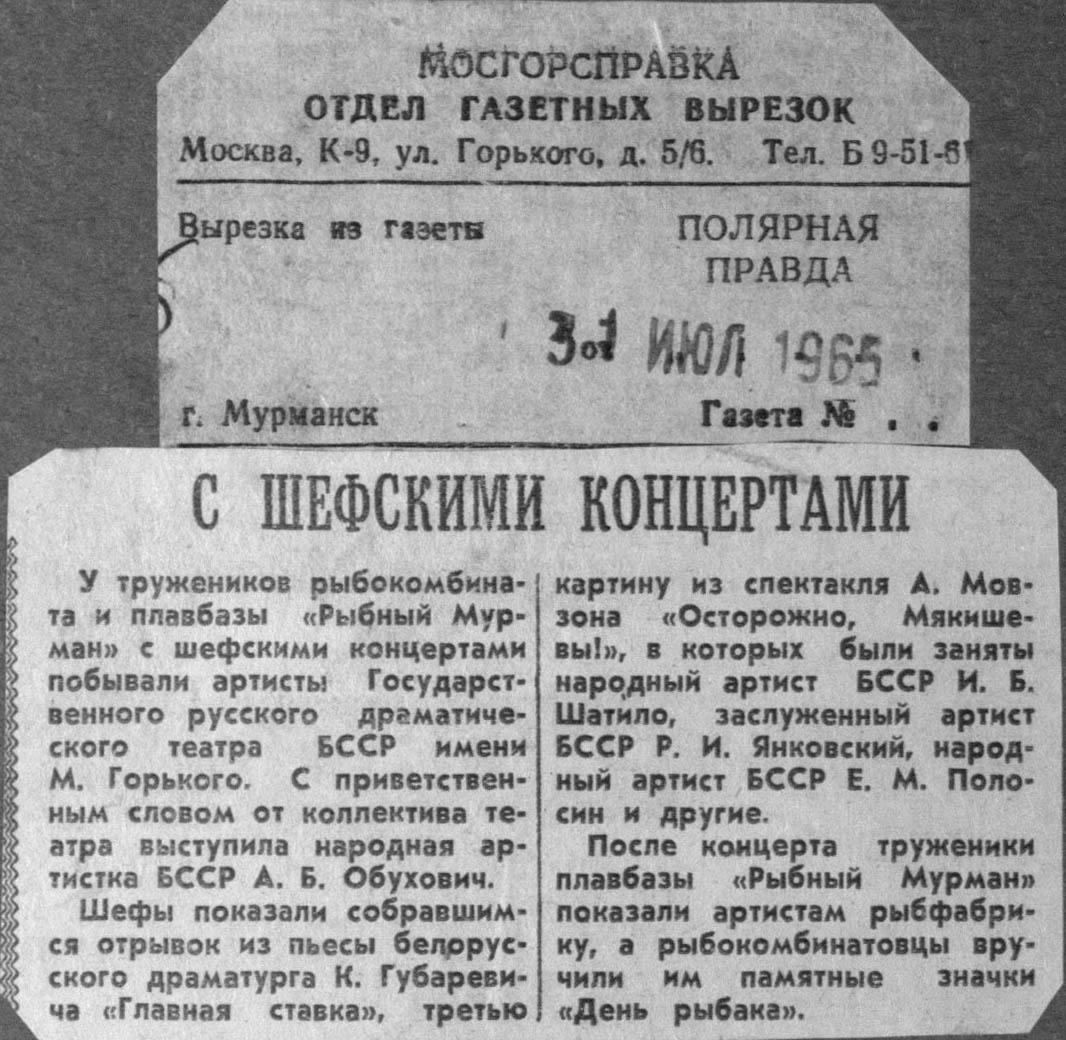 МОСГОРСПРАВКА
ОТДЕЛ ГАЗЕТНЫХ ВЫРЕЗОК
Москва, К-9, ул. Горького, д. 5/6. Тел. Б 9-51-61
Вырезка из газеты
ПОЛЯРНАЯ
ПРАВДА
от 31 ИЮЛ 1965
г. Мурманск
Газета № . .
С ШЕФСКИМИ КОНЦЕРТАМИ
У тружеников рыбокомбина-
та и плавбазы «Рыбный Мур-
ман» с шефскими концертами
побывали артисты Государст-
венного русского драматиче-
ского театра БССР имени
М. Горького. С приветствен-
ным словом от коллектива те-
атра выступила народная ар-
тистка БССР А. Б. Обухович.
Шефы показали собравшим-
ся отрывок из пьесы белорус-
ского драматурга К. Губареви-
ча «Главная ставка», третью
картину из спектакля А. Мов-
зона «Осторожно, Мякише-
вы!», в которых были заняты
народный артист БССР И. Б.
Шатило, заслуженный артист
БССР Р. И. Янковский, народ-
ный артист БССР Е. М. Поло-
син и другие.
После концерта труженики
плавбазы «Рыбный Мурман»
показали артистам рыбфабри-
ку, а рыбокомбинатовцы вру-
чили им памятные значки
«День рыбака».